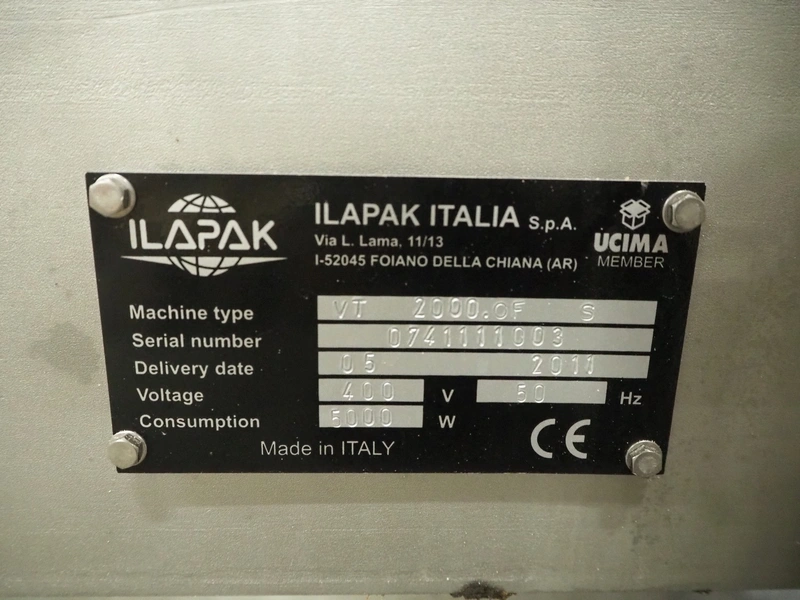 ILAPAK
ILAPAK ITALIA S.p.A.
Via L. Lama, 11/13
I-52045 FOIANO DELLA CHIANA (AR)
UCIMA
MEMBER
Machine type VT 2000.OF S
Serial number 0741111003
Delivery date 05 2011
Voltage 400 V 50 Hz
Consumption 5000 W
Made in ITALY CE